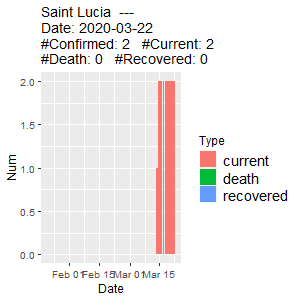 Saint Lucia  ---
Date: 2020-03-22
#Confirmed: 2   #Current: 2
#Death: 0   #Recovered: 0
2.0
1.5
1.0
0.5
0.0
Num
Feb 01
Feb 15
Mar 01
Mar 15
Date
Type
current
death
recovered